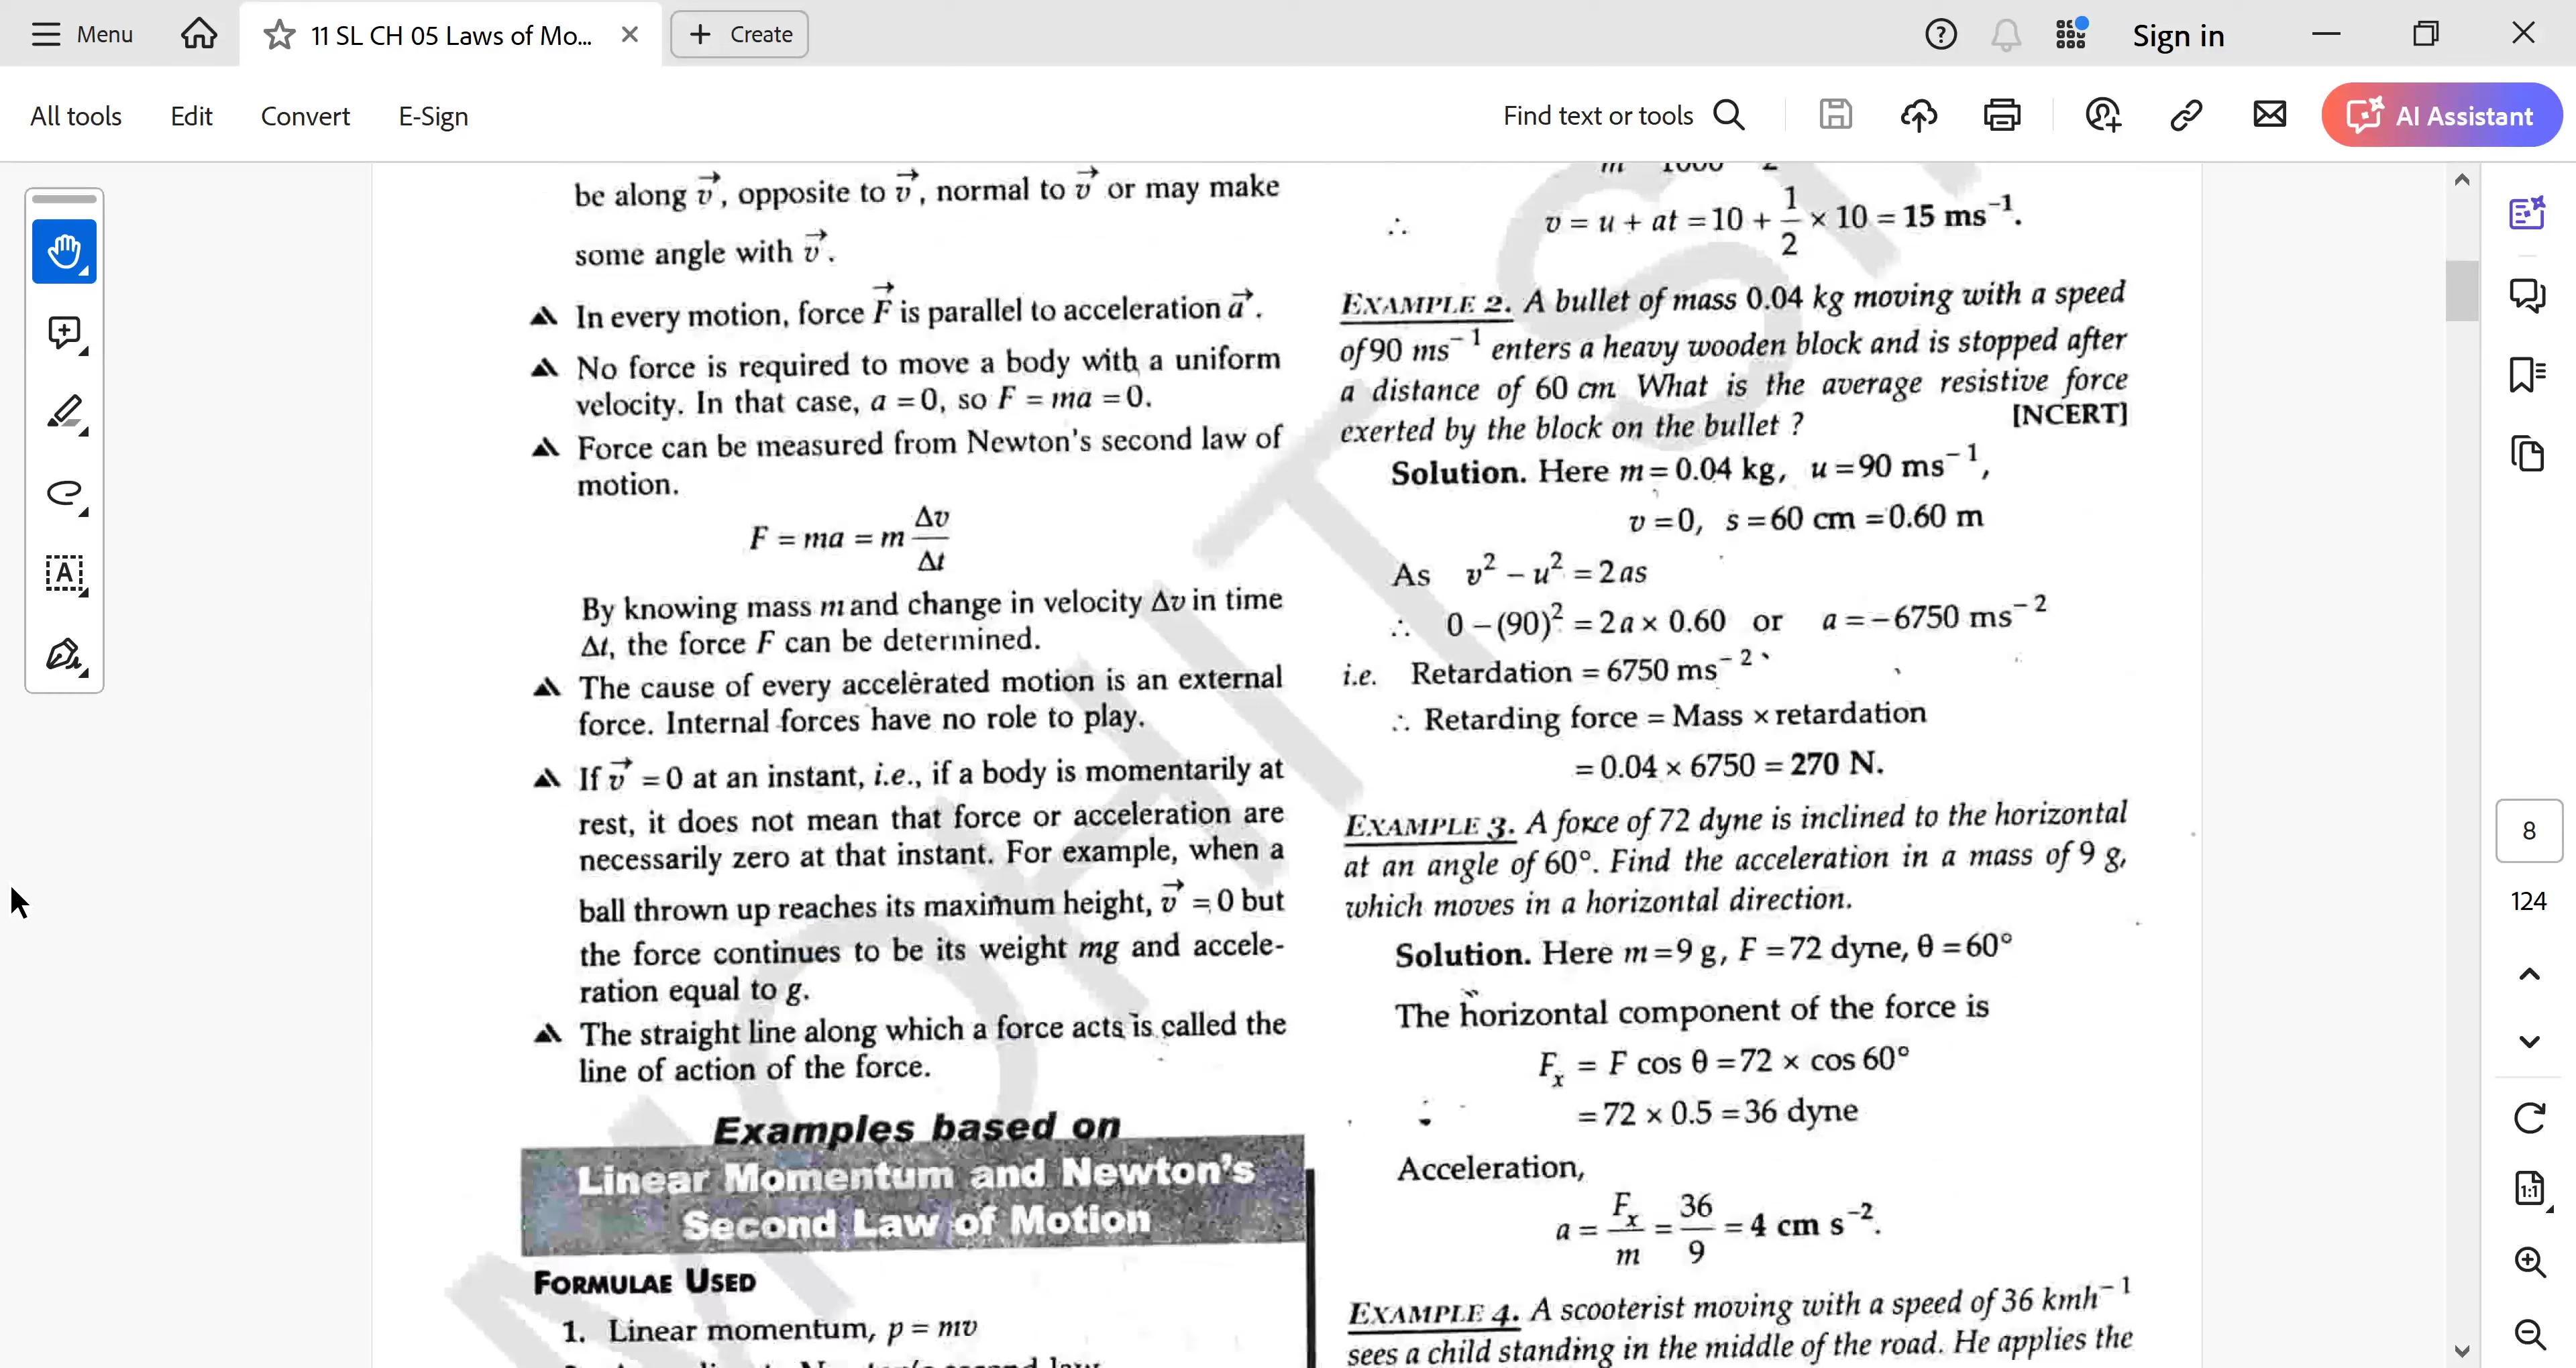 Menu
11 SL CH 05 Laws of Mo...
Create
Sign in
All tools
Edit
Convert
E-Sign
Find text or tools
AI Assistant
be along v⃗, opposite to v⃗, normal to v⃗ or may make
some angle with v⃗.
▲ In every motion, force F⃗ is parallel to acceleration a⃗.
▲ No force is required to move a body with a uniform
velocity. In that case, a = 0, so F = ma = 0.
▲ Force can be measured from Newton's second law of
motion.
F = ma = m Δv/Δt
By knowing mass m and change in velocity Δv in time
Δt, the force F can be determined.
▲ The cause of every accelerated motion is an external
force. Internal forces have no role to play.
▲ If v⃗ = 0 at an instant, i.e., if a body is momentarily at
rest, it does not mean that force or acceleration are
necessarily zero at that instant. For example, when a
ball thrown up reaches its maximum height, v⃗ = 0 but
the force continues to be its weight mg and accele-
ration equal to g.
▲ The straight line along which a force acts is called the
line of action of the force.
Examples based on
Linear Momentum and Newton's
Second Law of Motion
FORMULAE USED
1. Linear momentum, p = mv
∴ v = u + at = 10 + 1/2 × 10 = 15 ms⁻¹.
EXAMPLE 2. A bullet of mass 0.04 kg moving with a speed
of 90 ms⁻¹ enters a heavy wooden block and is stopped after
a distance of 60 cm. What is the average resistive force
exerted by the block on the bullet ? [NCERT]
Solution. Here m = 0.04 kg, u = 90 ms⁻¹,
v = 0, s = 60 cm = 0.60 m
As v² − u² = 2as
∴ 0 − (90)² = 2a × 0.60 or a = − 6750 ms⁻²
i.e. Retardation = 6750 ms⁻²
∴ Retarding force = Mass × retardation
= 0.04 × 6750 = 270 N.
EXAMPLE 3. A force of 72 dyne is inclined to the horizontal
at an angle of 60°. Find the acceleration in a mass of 9 g,
which moves in a horizontal direction.
Solution. Here m = 9 g, F = 72 dyne, θ = 60°
The horizontal component of the force is
Fₓ = F cos θ = 72 × cos 60°
= 72 × 0.5 = 36 dyne
Acceleration,
a = Fₓ/m = 36/9 = 4 cm s⁻².
EXAMPLE 4. A scooterist moving with a speed of 36 kmh⁻¹
sees a child standing in the middle of the road. He applies the
8
124